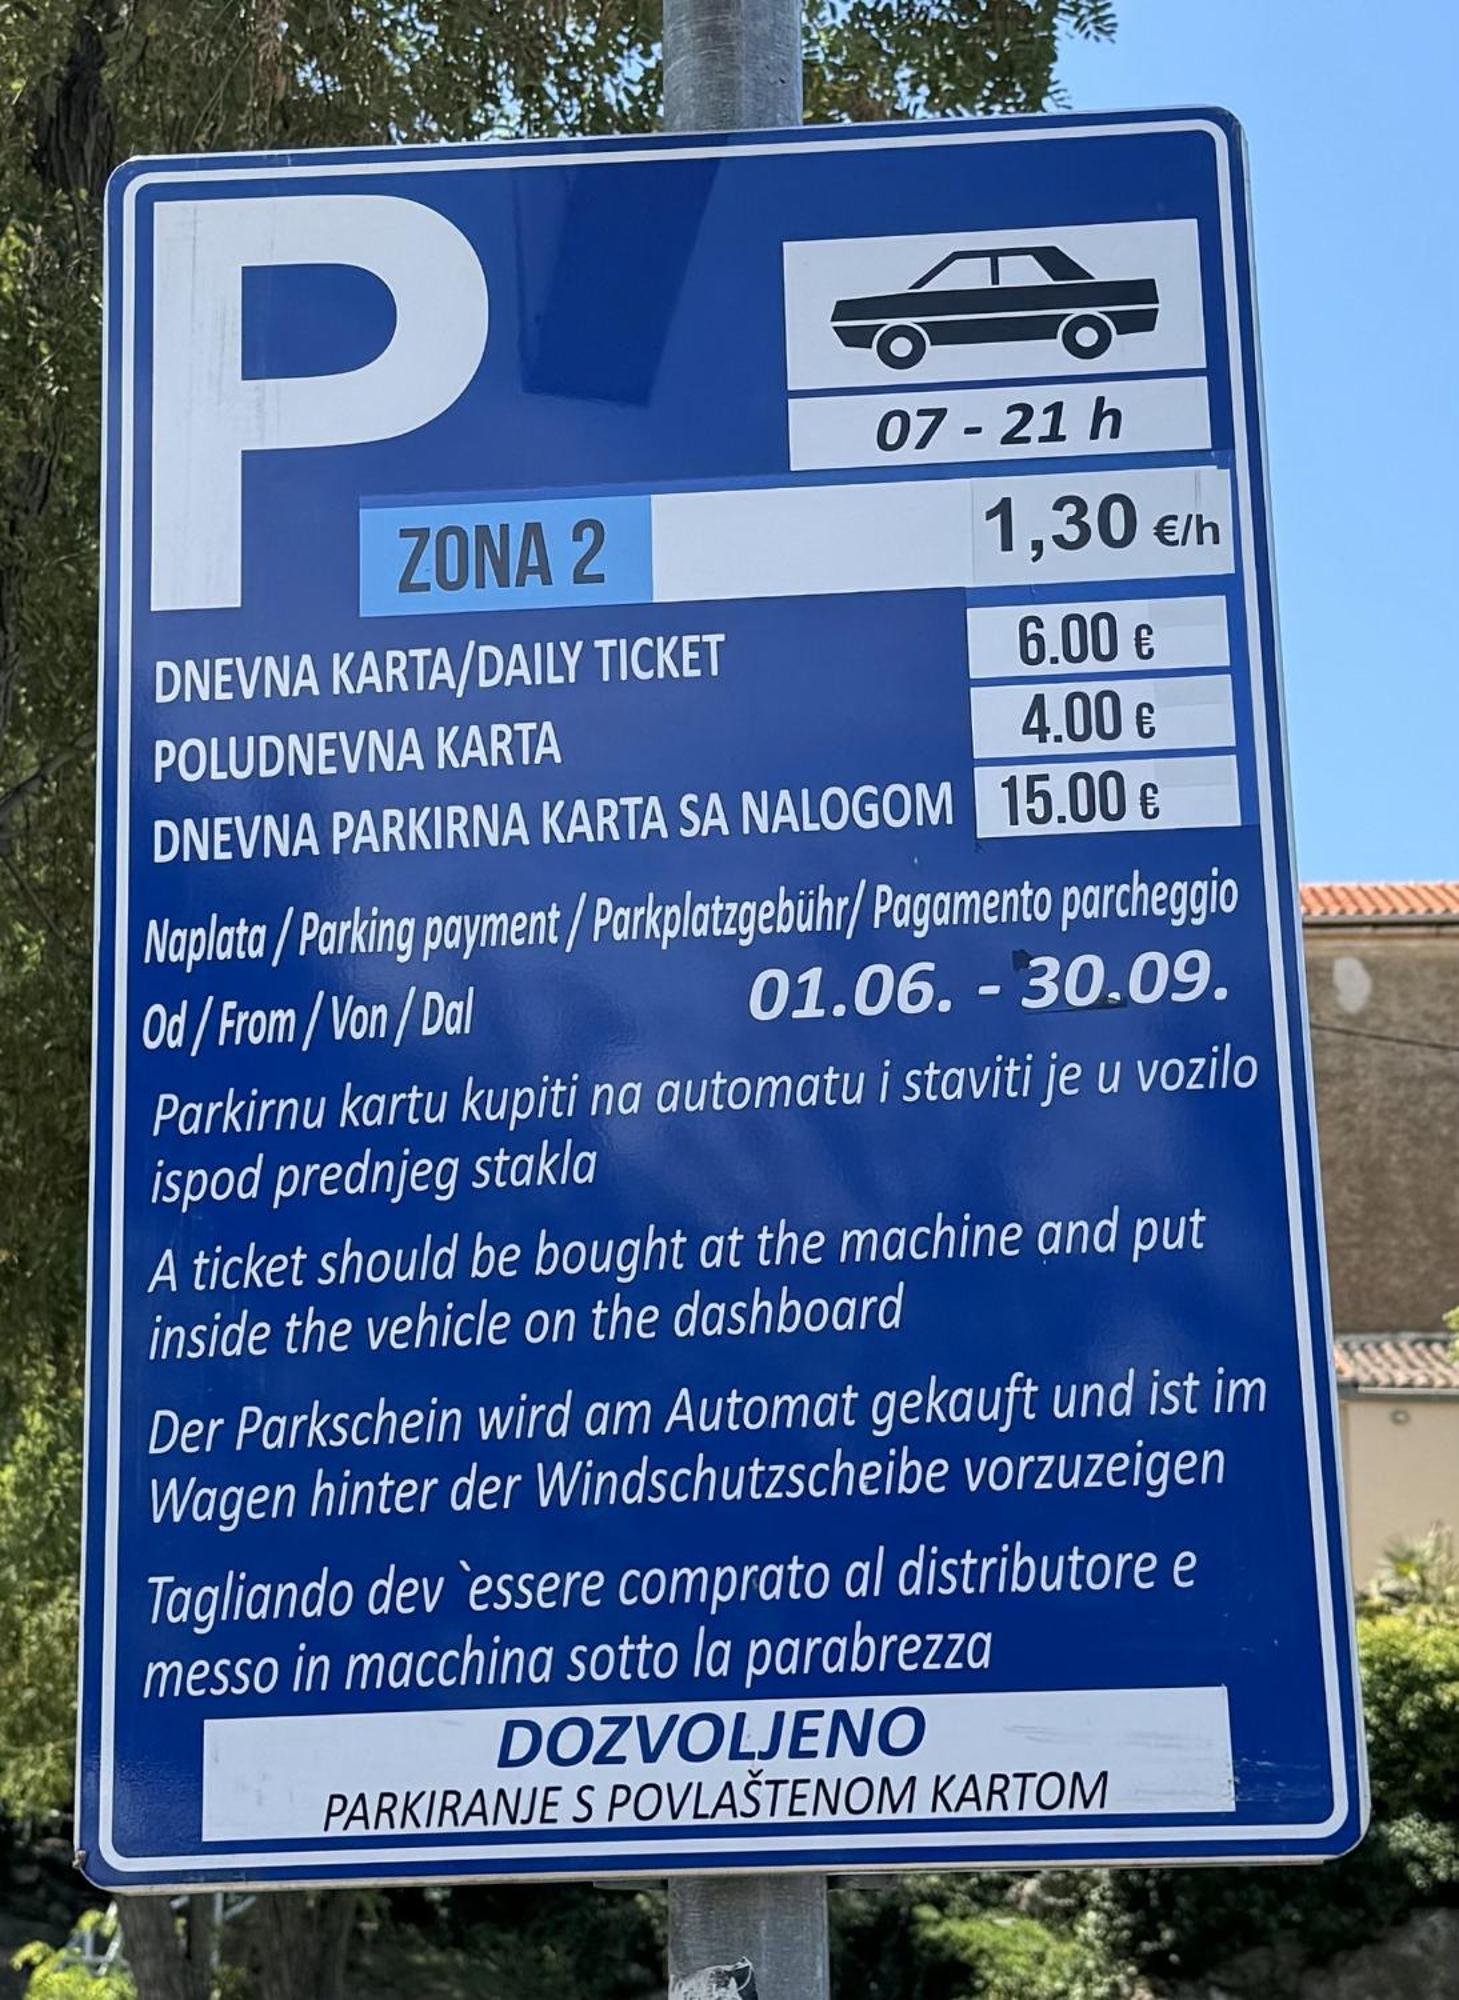 P
07 - 21 h
ZONA 2 1,30 €/h
DNEVNA KARTA/DAILY TICKET 6.00 €
POLUDNEVNA KARTA 4.00 €
DNEVNA PARKIRNA KARTA SA NALOGOM 15.00 €
Naplata / Parking payment / Parkplatzgebühr/ Pagamento parcheggio
Od / From / Von / Dal 01.06. - 30.09.
Parkirnu kartu kupiti na automatu i staviti je u vozilo
ispod prednjeg stakla
A ticket should be bought at the machine and put
inside the vehicle on the dashboard
Der Parkschein wird am Automat gekauft und ist im
Wagen hinter der Windschutzscheibe vorzuzeigen
Tagliando dev `essere comprato al distributore e
messo in macchina sotto la parabrezza
DOZVOLJENO
PARKIRANJE S POVLAŠTENOM KARTOM